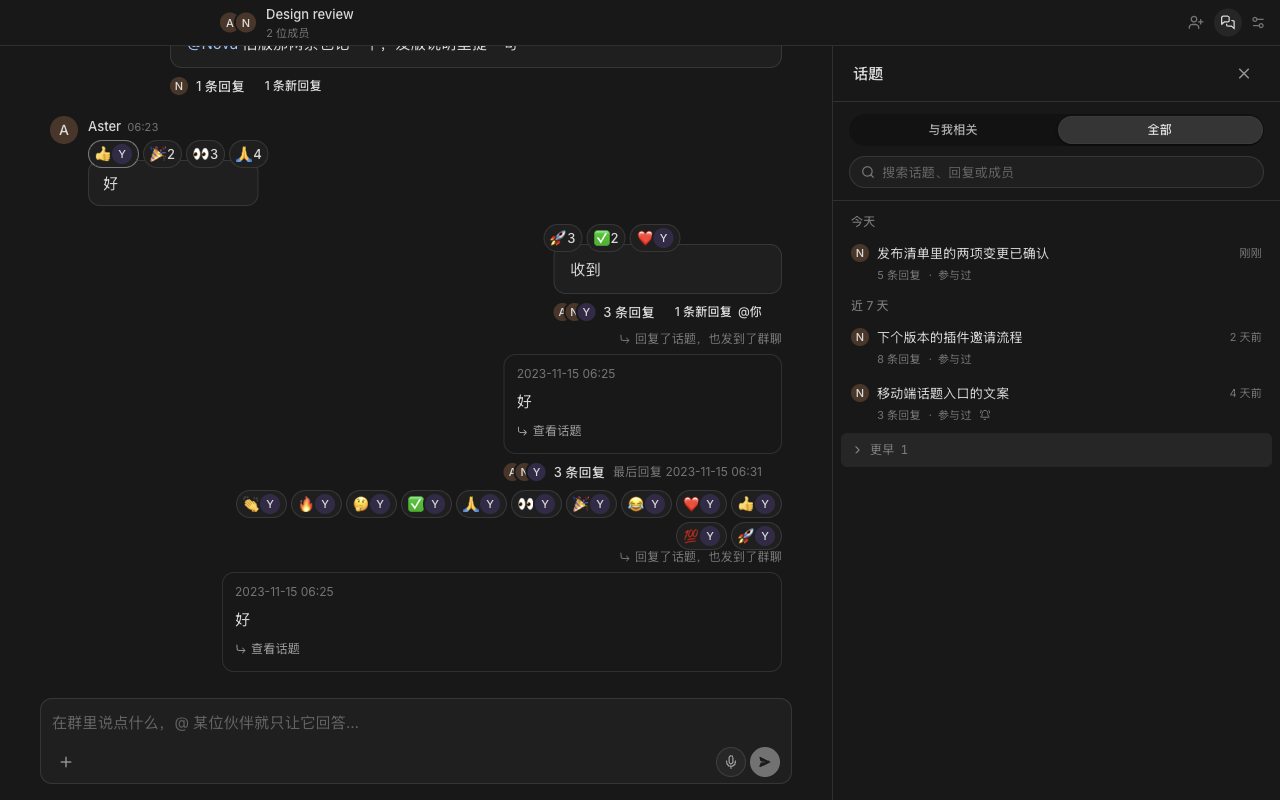 A N Design review
2 位成员
N 1 条回复 1 条新回复
A Aster 06:23
👍 Y 🎉 2 👀 3 🙏 4
好
🚀 3 ✅ 2 ❤️ Y
收到
A N Y 3 条回复 1 条新回复 @你
回复了话题，也发到了群聊
2023-11-15 06:25
好
查看话题
A N Y 3 条回复 最后回复 2023-11-15 06:31
👏 Y 🔥 Y 🤔 Y ✅ Y 🙏 Y 👀 Y 🎉 Y 😂 Y ❤️ Y 👍 Y
💯 Y 🚀 Y
回复了话题，也发到了群聊
2023-11-15 06:25
好
查看话题
在群里说点什么，@ 某位伙伴就只让它回答...
话题
与我相关 全部
搜索话题、回复或成员
今天
N 发布清单里的两项变更已确认 刚刚
5 条回复 · 参与过
近 7 天
N 下个版本的插件邀请流程 2 天前
8 条回复 · 参与过
N 移动端话题入口的文案 4 天前
3 条回复 · 参与过
更早 1